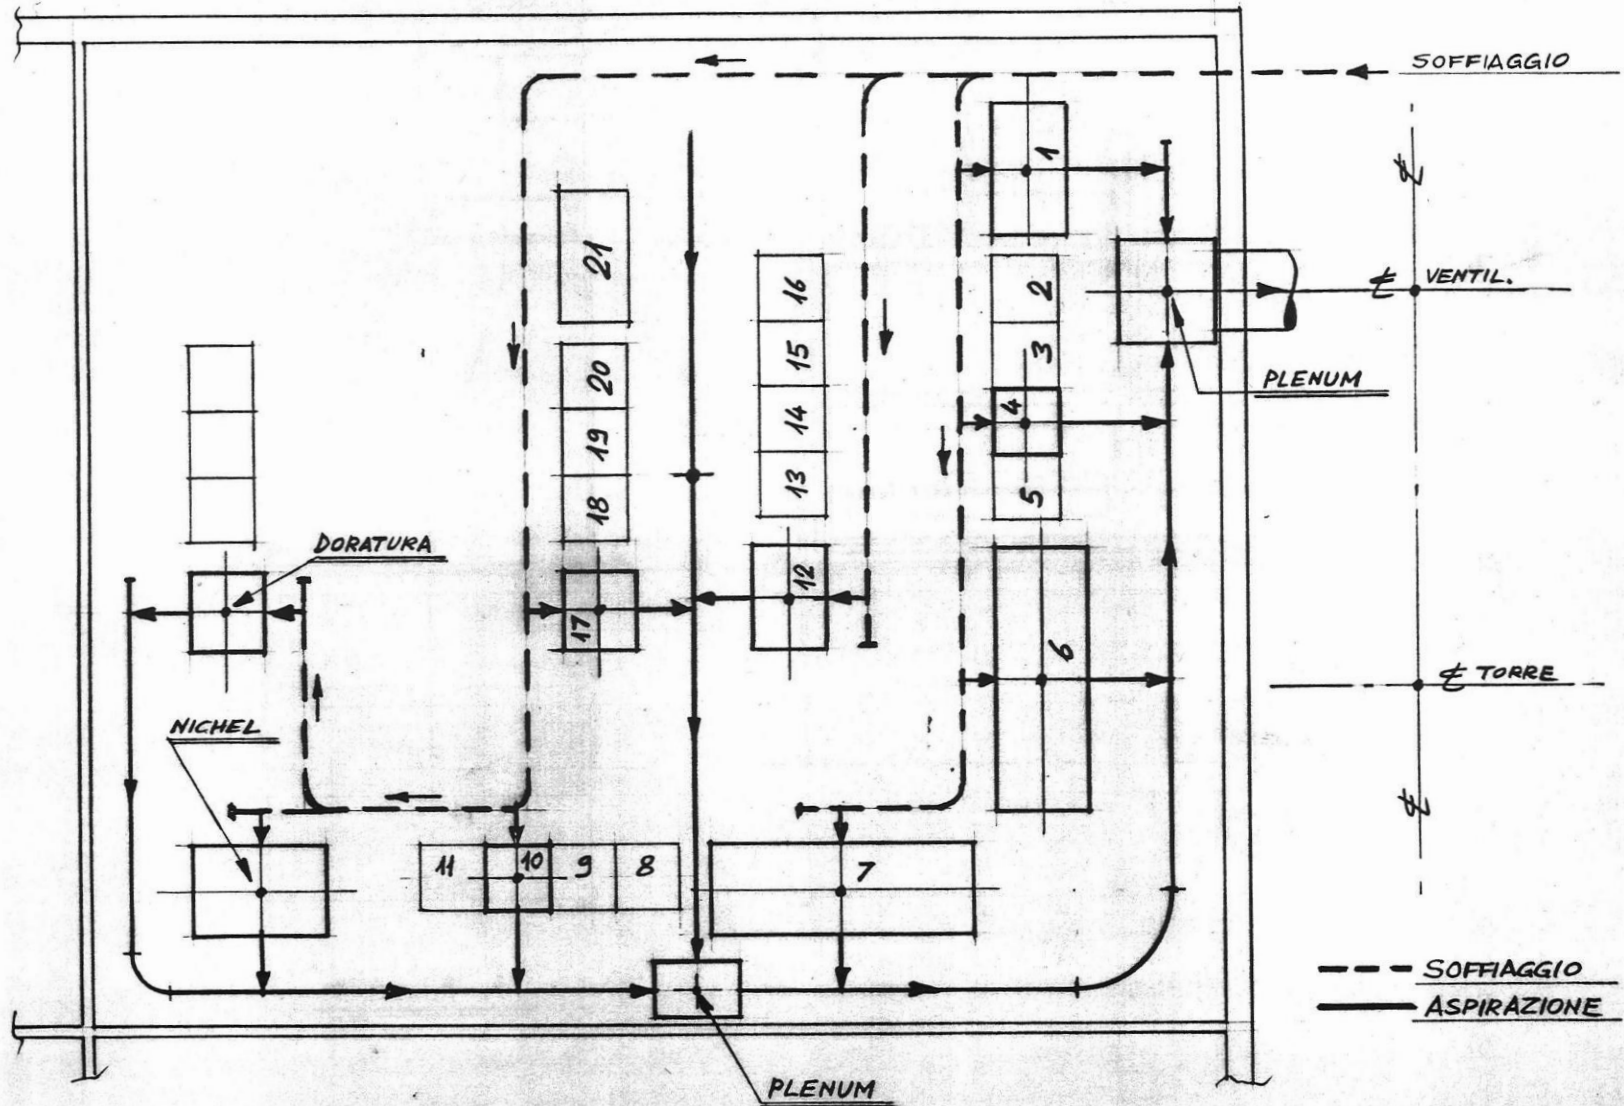 SOFFIAGGIO
1
21
16
2
℄ VENTIL.
15
3
20
PLENUM
4
14
19
13
5
18
DORATURA
12
17
6
℄ TORRE
NICHEL
11
10
9
8
7
SOFFIAGGIO
ASPIRAZIONE
PLENUM
℄
℄